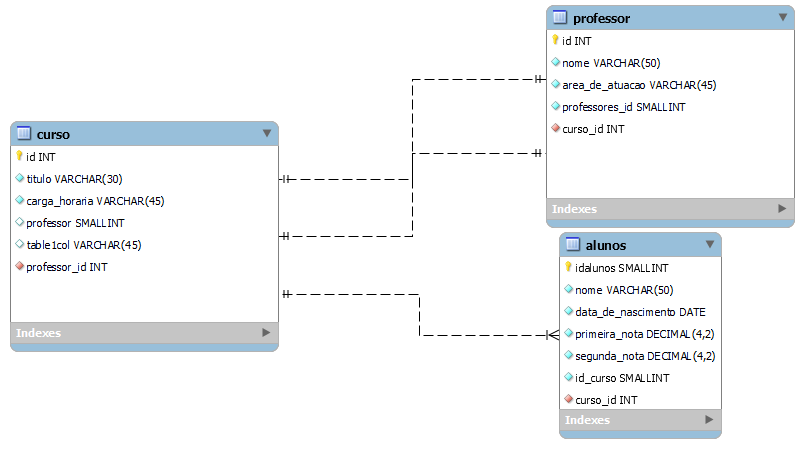 professor
id INT
nome VARCHAR(50)
area_de_atuacao VARCHAR(45)
professores_id SMALLINT
curso_id INT
Indexes
curso
id INT
titulo VARCHAR(30)
carga_horaria VARCHAR(45)
professor SMALLINT
table1col VARCHAR(45)
professor_id INT
Indexes
alunos
idalunos SMALLINT
nome VARCHAR(50)
data_de_nascimento DATE
primeira_nota DECIMAL(4,2)
segunda_nota DECIMAL(4,2)
id_curso SMALLINT
curso_id INT
Indexes